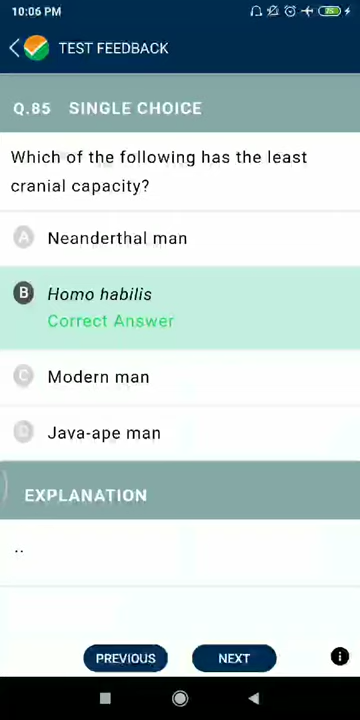 10:06 PM
TEST FEEDBACK
Q.85 SINGLE CHOICE
Which of the following has the least
cranial capacity?
A Neanderthal man
B Homo habilis
Correct Answer
C Modern man
D Java-ape man
EXPLANATION
..
PREVIOUS NEXT